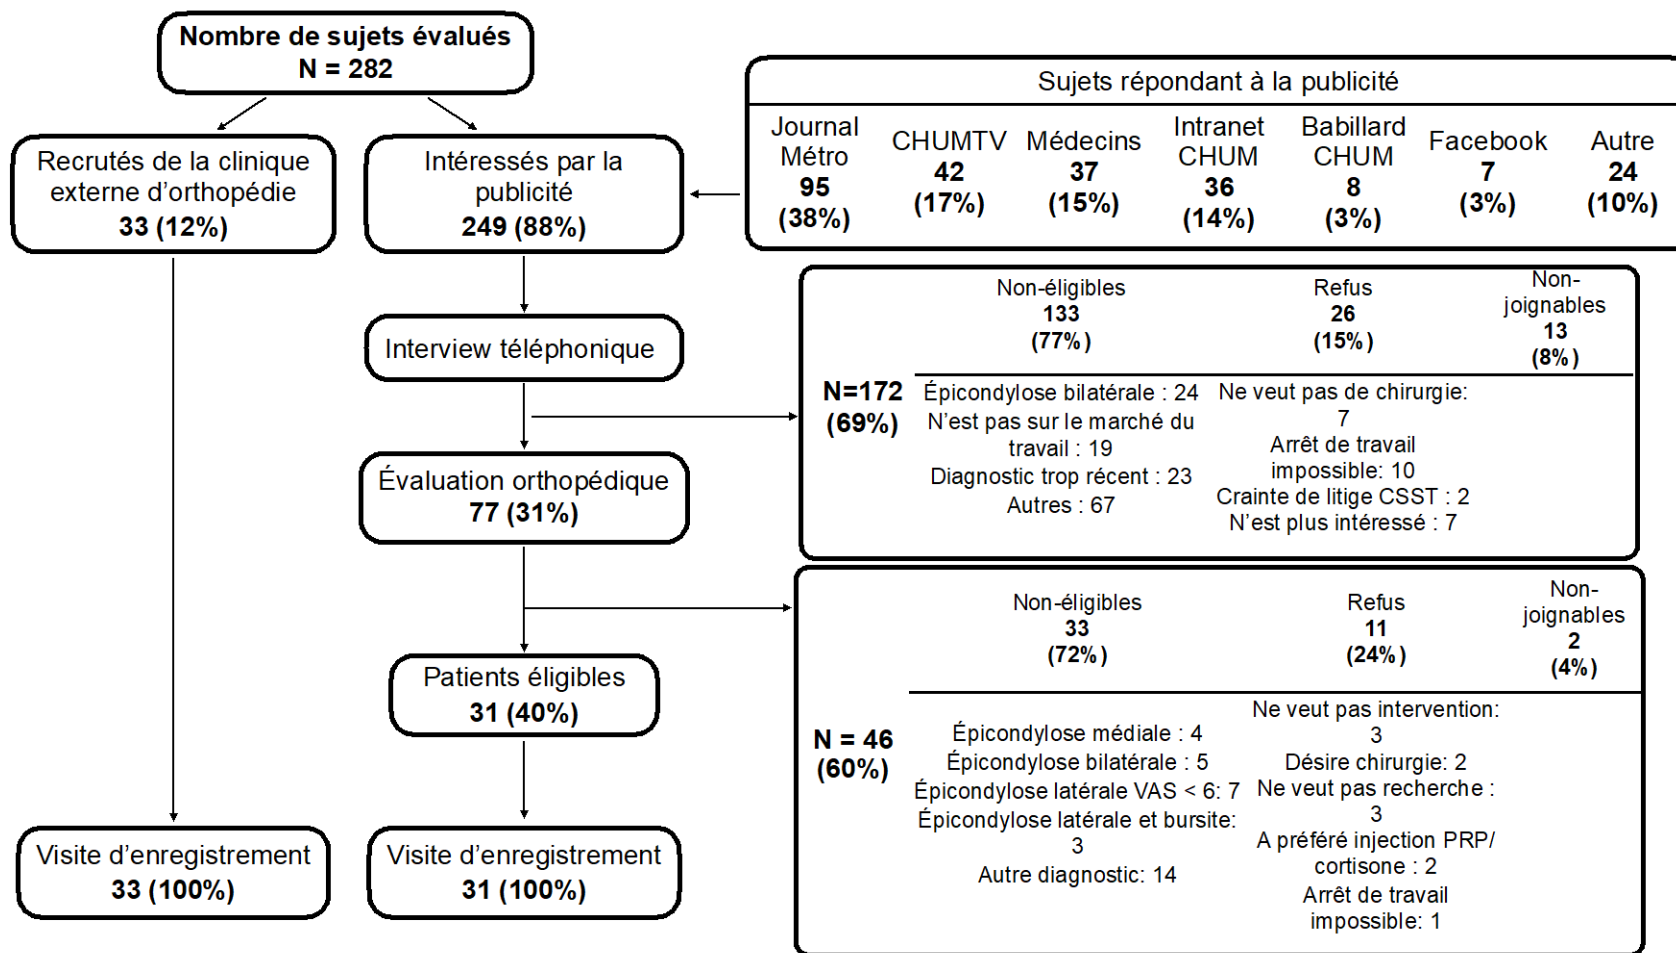 Nombre de sujets évalués
N = 282
Recrutés de la clinique
externe d'orthopédie
33 (12%)
Intéressés par la
publicité
249 (88%)
Sujets répondant à la publicité
Journal
Métro
95
(38%)
CHUMTV
42
(17%)
Médecins
37
(15%)
Intranet
CHUM
36
(14%)
Babillard
CHUM
8
(3%)
Facebook
7
(3%)
Autre
24
(10%)
Interview téléphonique
N=172
(69%)
Non-éligibles
133
(77%)
Refus
26
(15%)
Non-
joignables
13
(8%)
Épicondylose bilatérale : 24
N'est pas sur le marché du
travail : 19
Diagnostic trop récent : 23
Autres : 67
Ne veut pas de chirurgie:
7
Arrêt de travail
impossible: 10
Crainte de litige CSST : 2
N'est plus intéressé : 7
Évaluation orthopédique
77 (31%)
N = 46
(60%)
Non-éligibles
33
(72%)
Refus
11
(24%)
Non-
joignables
2
(4%)
Épicondylose médiale : 4
Épicondylose bilatérale : 5
Épicondylose latérale VAS < 6: 7
Épicondylose latérale et bursite:
3
Autre diagnostic: 14
Ne veut pas intervention:
3
Désire chirurgie: 2
Ne veut pas recherche :
3
A préféré injection PRP/
cortisone : 2
Arrêt de travail
impossible: 1
Patients éligibles
31 (40%)
Visite d'enregistrement
33 (100%)
Visite d'enregistrement
31 (100%)